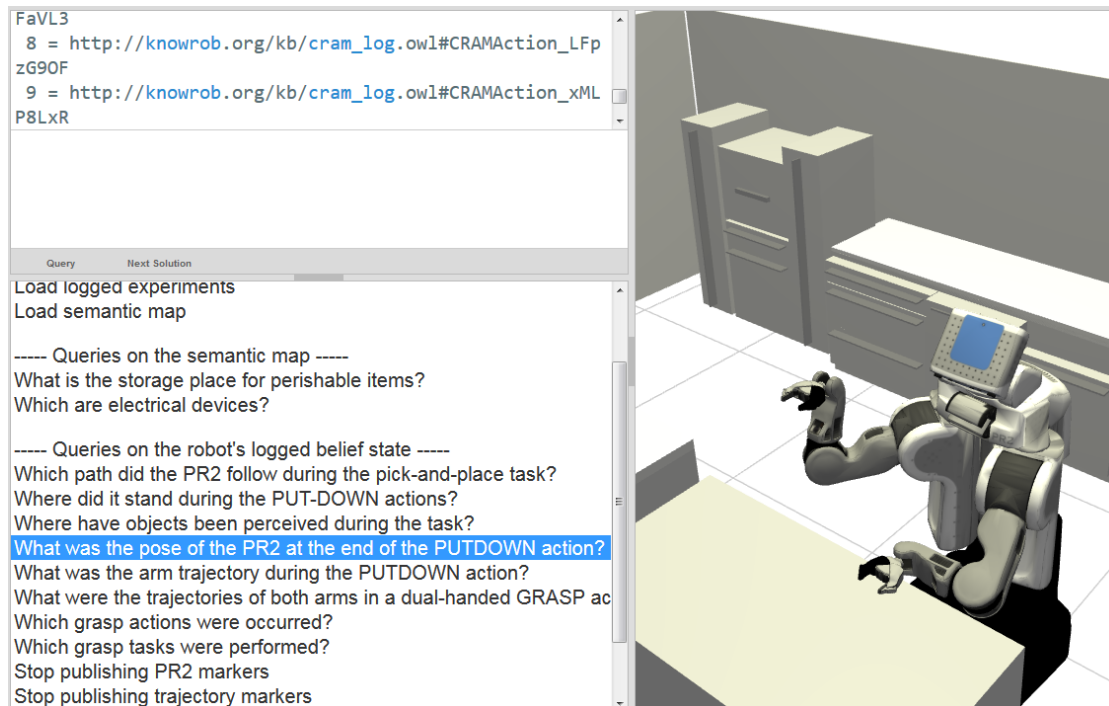 FaVL3
8 = http://knowrob.org/kb/cram_log.owl#CRAMAction_LFp
zG9OF
9 = http://knowrob.org/kb/cram_log.owl#CRAMAction_xML
P8LxR
Query Next Solution
Load logged experiments
Load semantic map
----- Queries on the semantic map -----
What is the storage place for perishable items?
Which are electrical devices?
----- Queries on the robot's logged belief state -----
Which path did the PR2 follow during the pick-and-place task?
Where did it stand during the PUT-DOWN actions?
Where have objects been perceived during the task?
What was the pose of the PR2 at the end of the PUTDOWN action?
What was the arm trajectory during the PUTDOWN action?
What were the trajectories of both arms in a dual-handed GRASP ac
Which grasp actions were occurred?
Which grasp tasks were performed?
Stop publishing PR2 markers
Stop publishing trajectory markers
PR2